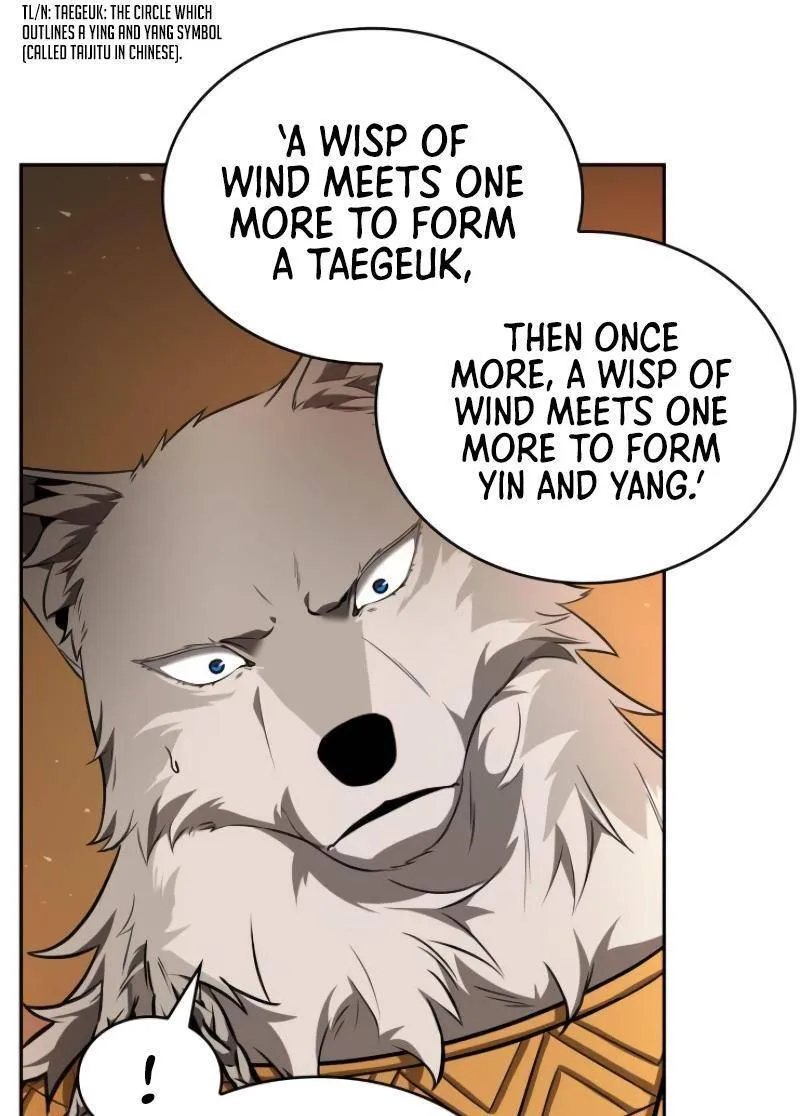 TL/N: TAEGEUK: THE CIRCLE WHICH
OUTLINES A YING AND YANG SYMBOL
(CALLED TAIJITU IN CHINESE).
'A WISP OF
WIND MEETS ONE
MORE TO FORM
A TAEGEUK,
THEN ONCE
MORE, A WISP OF
WIND MEETS ONE
MORE TO FORM
YIN AND YANG.'
!